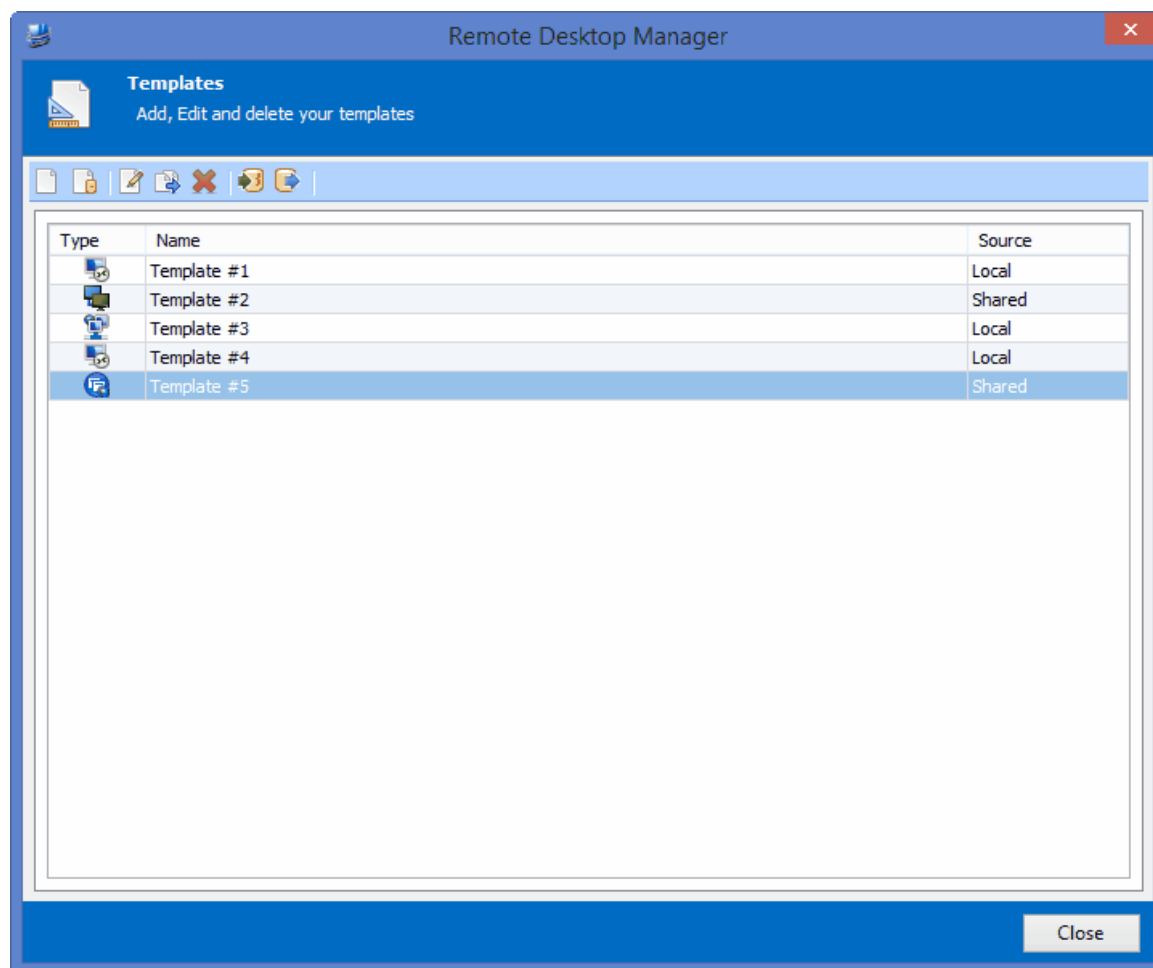 Remote Desktop Manager
Templates
Add, Edit and delete your templates
Type Name Source
Template #1 Local
Template #2 Shared
Template #3 Local
Template #4 Local
Template #5 Shared
Close